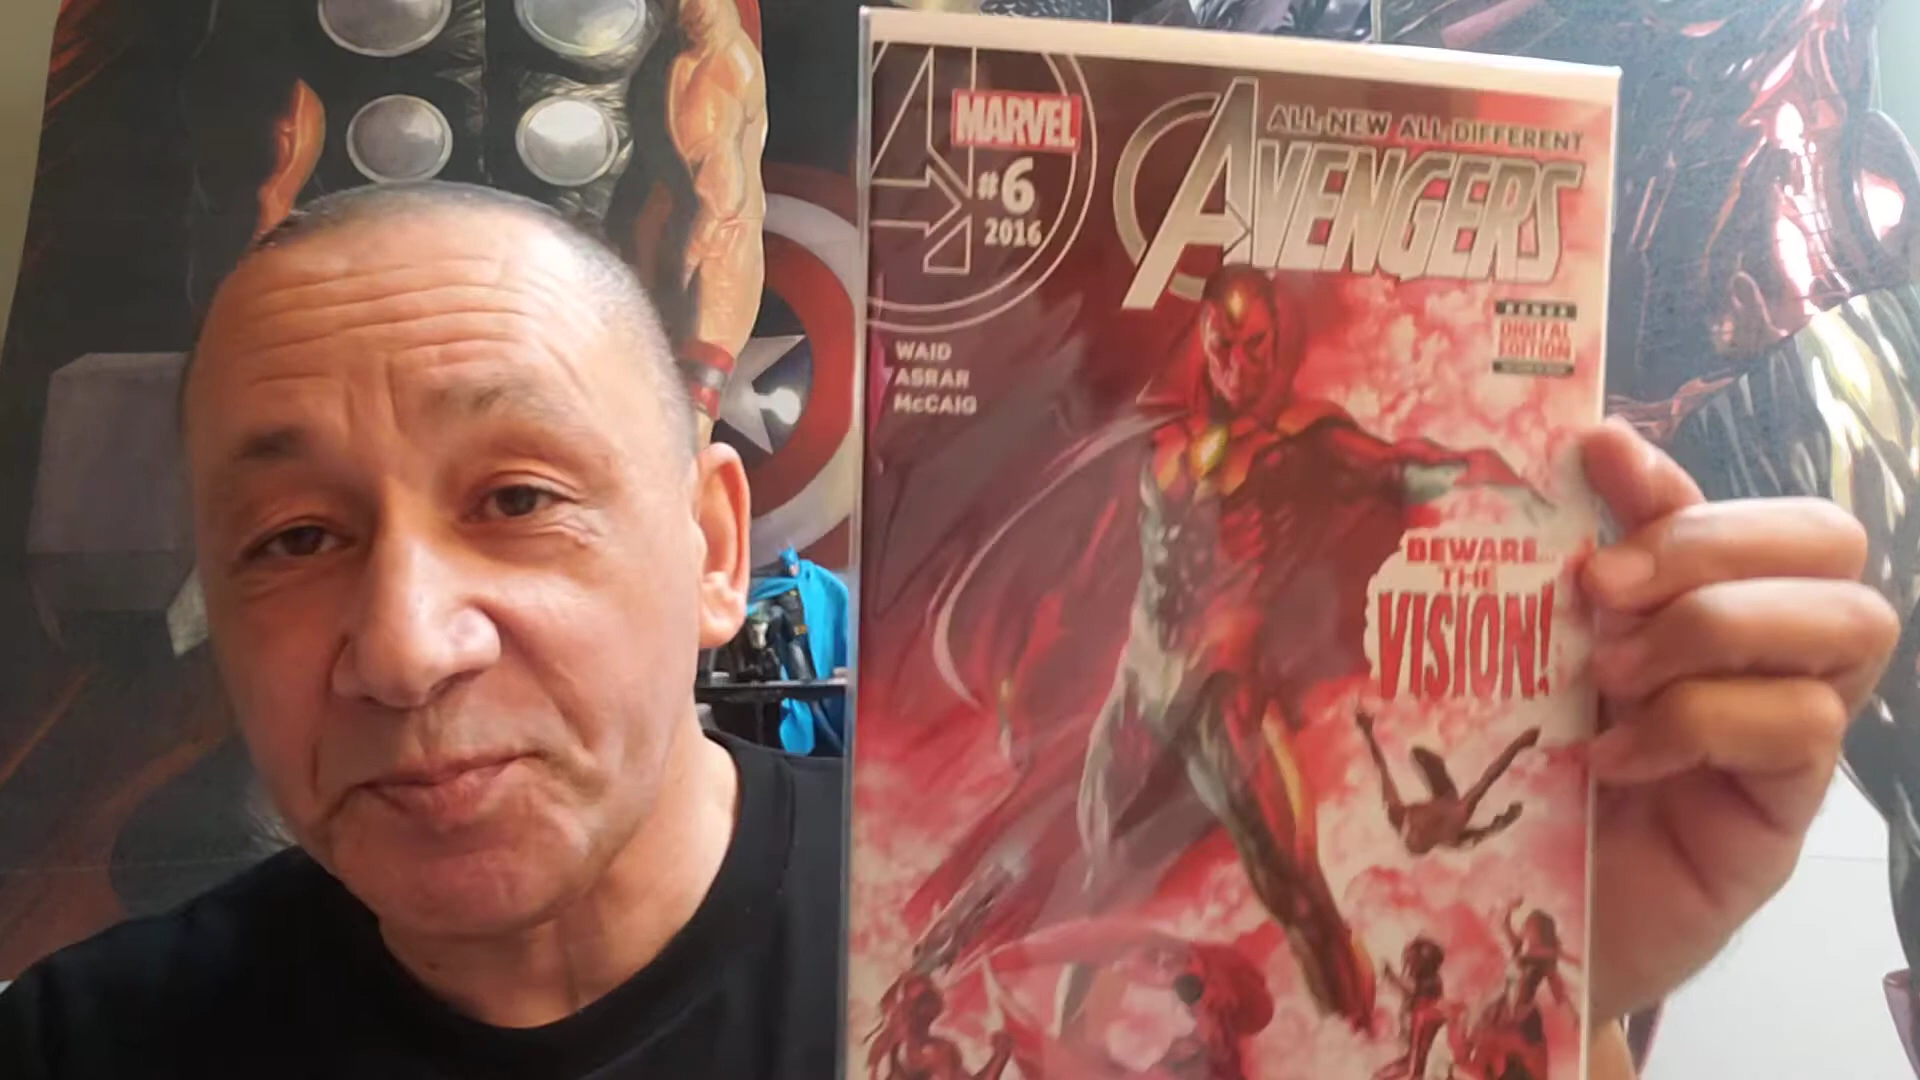 MARVEL
#6
2016
ALL-NEW ALL-DIFFERENT
AVENGERS
DIGITAL
EDITION
WAID
ASRAR
McCAIG
BEWARE...
THE
VISION!